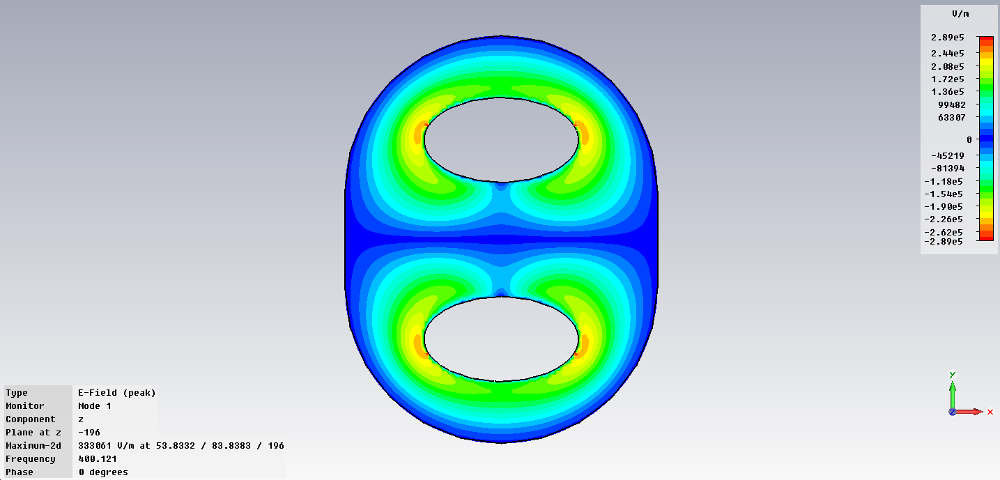 V/m
2.89e5
2.44e5
2.08e5
1.72e5
1.36e5
99482
63307
0
-45219
-81394
-1.18e5
-1.54e5
-1.90e5
-2.26e5
-2.62e5
-2.89e5
y
z x
Type E-Field (peak)
Monitor Mode 1
Component z
Plane at z -196
Maximum-2d 333061 V/m at 53.8332 / 83.8383 / 196
Frequency 400.121
Phase 0 degrees